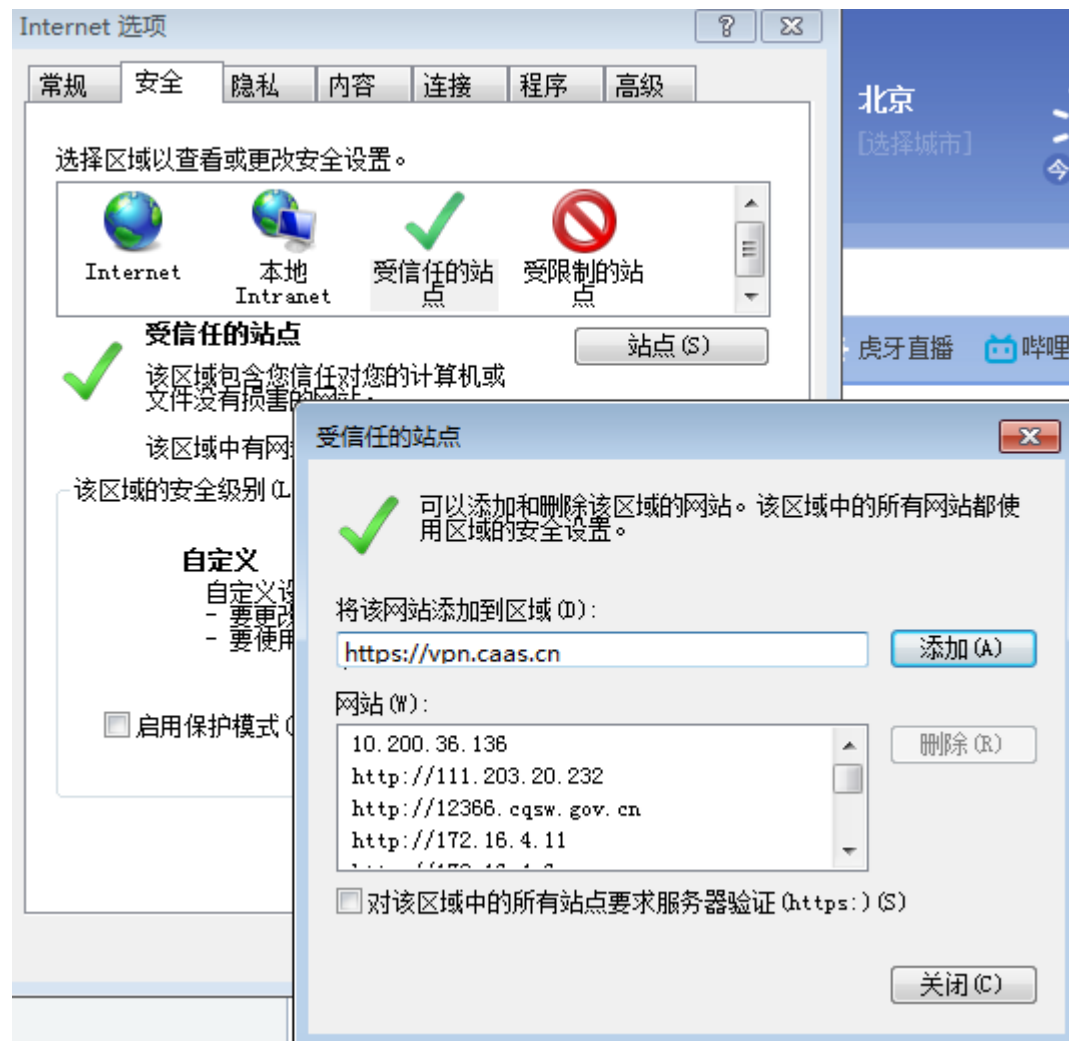 Internet 选项
常规 安全 隐私 内容 连接 程序 高级
选择区域以查看或更改安全设置。
Internet
本地
Intranet
受信任的站
点
受限制的站
点
受信任的站点
站点(S)
该区域包含您信任对您的计算机或
文件没有损害的网站。
该区域中有网
该区域的安全级别(L
自定义
自定义设
- 要更改
- 要使用
启用保护模式(
北京
[选择城市]
今
虎牙直播 哔哩
受信任的站点
可以添加和删除该区域的网站。该区域中的所有网站都使
用区域的安全设置。
将该网站添加到区域(D):
https://vpn.caas.cn
添加(A)
网站(W):
10.200.36.136
http://111.203.20.232
http://12366.cqsw.gov.cn
http://172.16.4.11
删除(R)
对该区域中的所有站点要求服务器验证(https:)(S)
关闭(C)